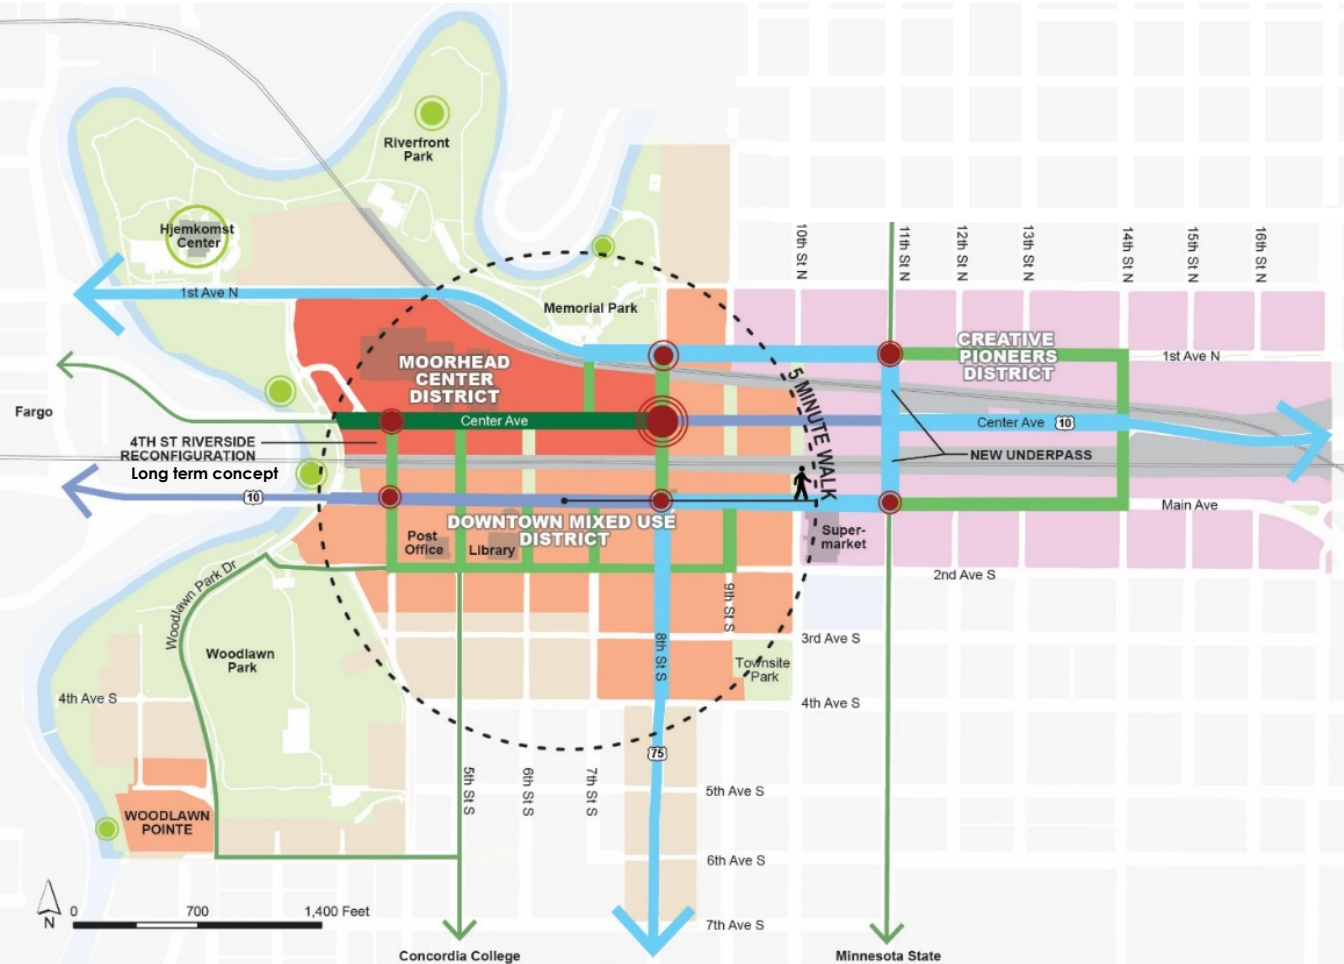 Riverfront
Park
Hjemkomst
Center
10th St N
11th St N
12th St N
13th St N
14th St N
15th St N
16th St N
1st Ave N
Memorial Park
MOORHEAD
CENTER
DISTRICT
CREATIVE
PIONEERS
DISTRICT
1st Ave N
5 MINUTE WALK
Fargo
Center Ave
Center Ave
10
4TH ST RIVERSIDE
RECONFIGURATION
Long term concept
NEW UNDERPASS
10
Main Ave
DOWNTOWN MIXED USE
DISTRICT
Post
Office
Library
Super-
market
2nd Ave S
Woodlawn Park Dr
9th St S
8th St S
3rd Ave S
Woodlawn
Park
Townsite
Park
4th Ave S
4th Ave S
75
5th St S
6th St S
7th St S
5th Ave S
WOODLAWN
POINTE
6th Ave S
N
0
700
1,400 Feet
7th Ave S
Concordia College
Minnesota State